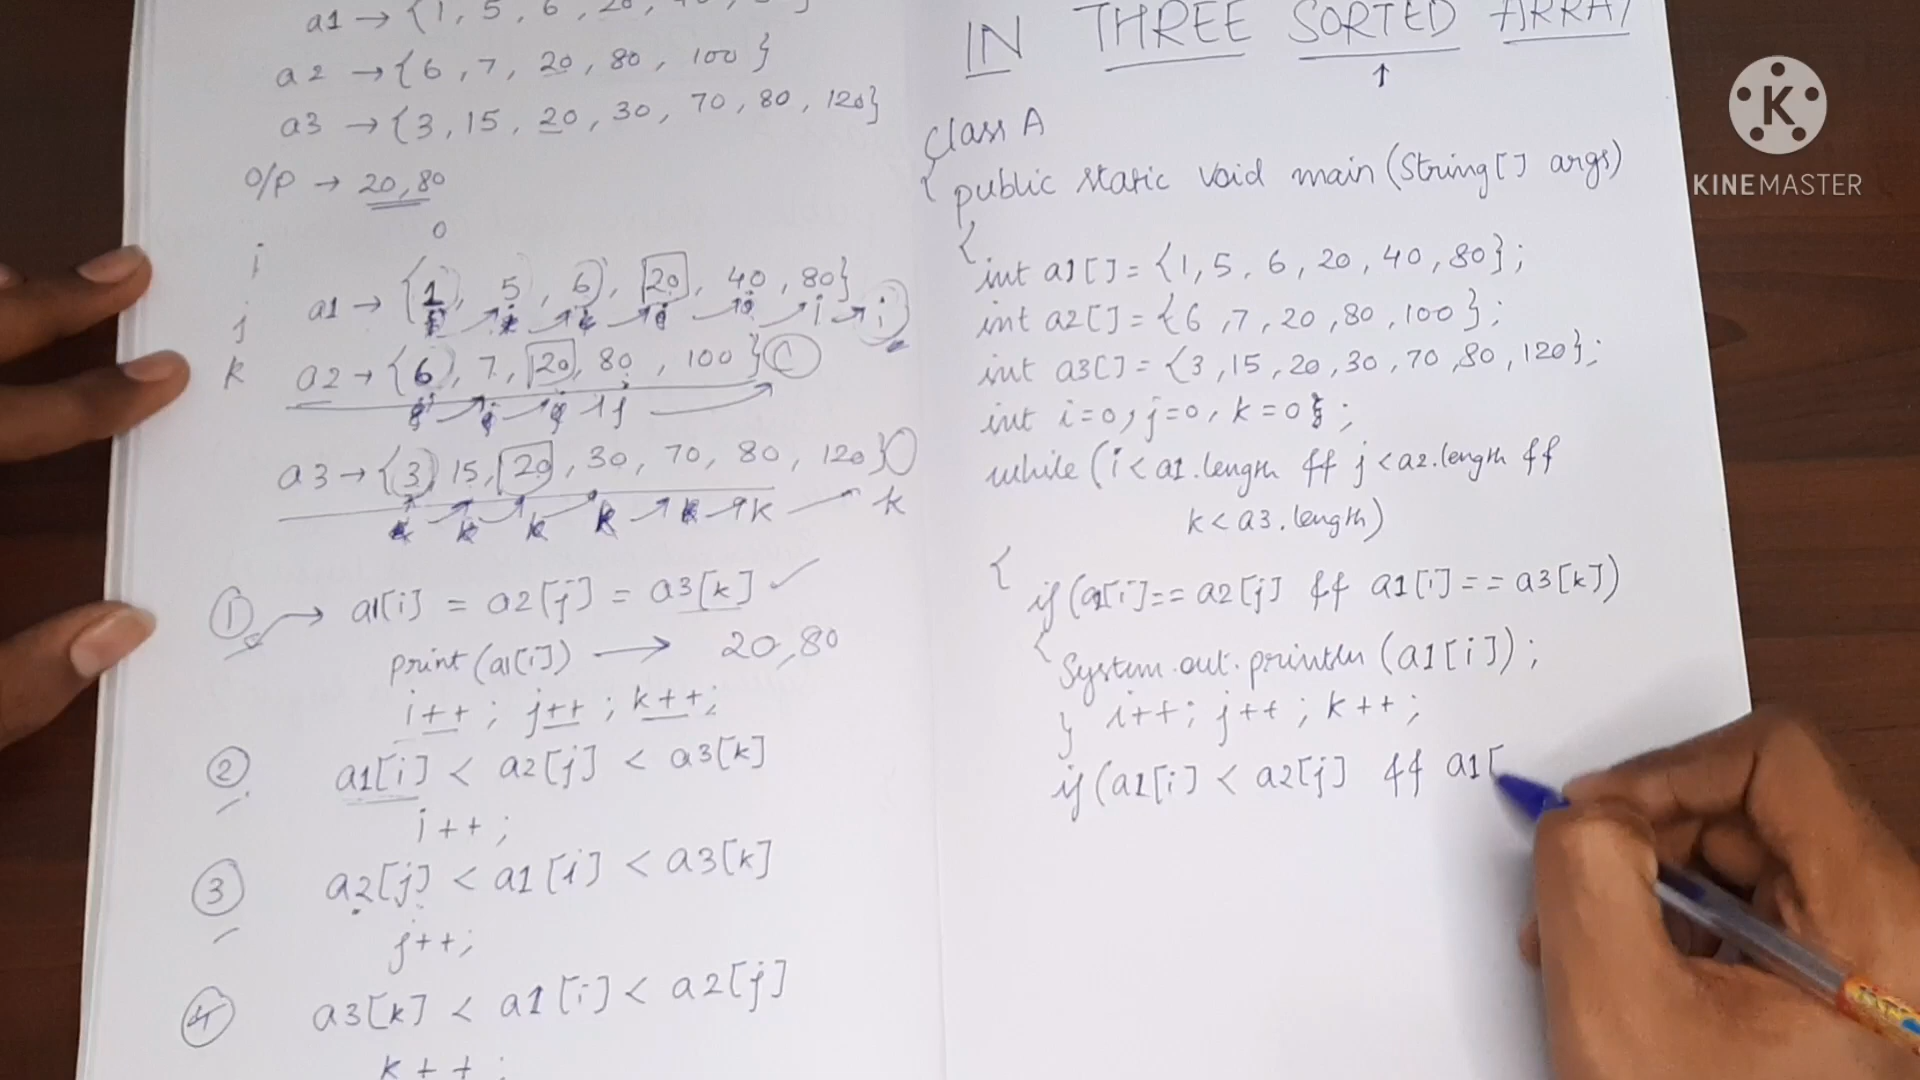 a1 → {1, 5, 6, 20, 40,
a2 → {6, 7, 20, 80, 100}
a3 → {3, 15, 20, 30, 70, 80, 120}
O/P → 20, 80
0
i
a1 → {1, 5, 6, 20, 40, 80}
i i i i i i i
j
a2 → {6, 7, 20, 80, 100}
j j j j
k
a3 → {3, 15, 20, 30, 70, 80, 120}
k k k k k k k
① → a1[i] = a2[j] = a3[k] ✓
print(a1[i]) → 20, 80
i++ ; j++ ; k++;
② a1[i] < a2[j] < a3[k]
i++ ;
③ a2[j] < a1[i] < a3[k]
j++;
④ a3[k] < a1[i] < a2[j]
k++ ;
IN THREE SORTED ARRAY
↑
Class A
{ public static void main (String[] args)
{
int a1[] = {1, 5, 6, 20, 40, 80};
int a2[] = {6, 7, 20, 80, 100};
int a3[] = {3, 15, 20, 30, 70, 80, 120};
int i=0, j=0, k=0 ;
while (i < a1.length && j < a2.length &&
k < a3.length)
{
if (a1[i]== a2[j] && a1[i]== a3[k])
{
System.out.println (a1[i]);
} i++; j++ ; k++ ;
if (a1[i] < a2[j] && a1[
K
KINEMASTER